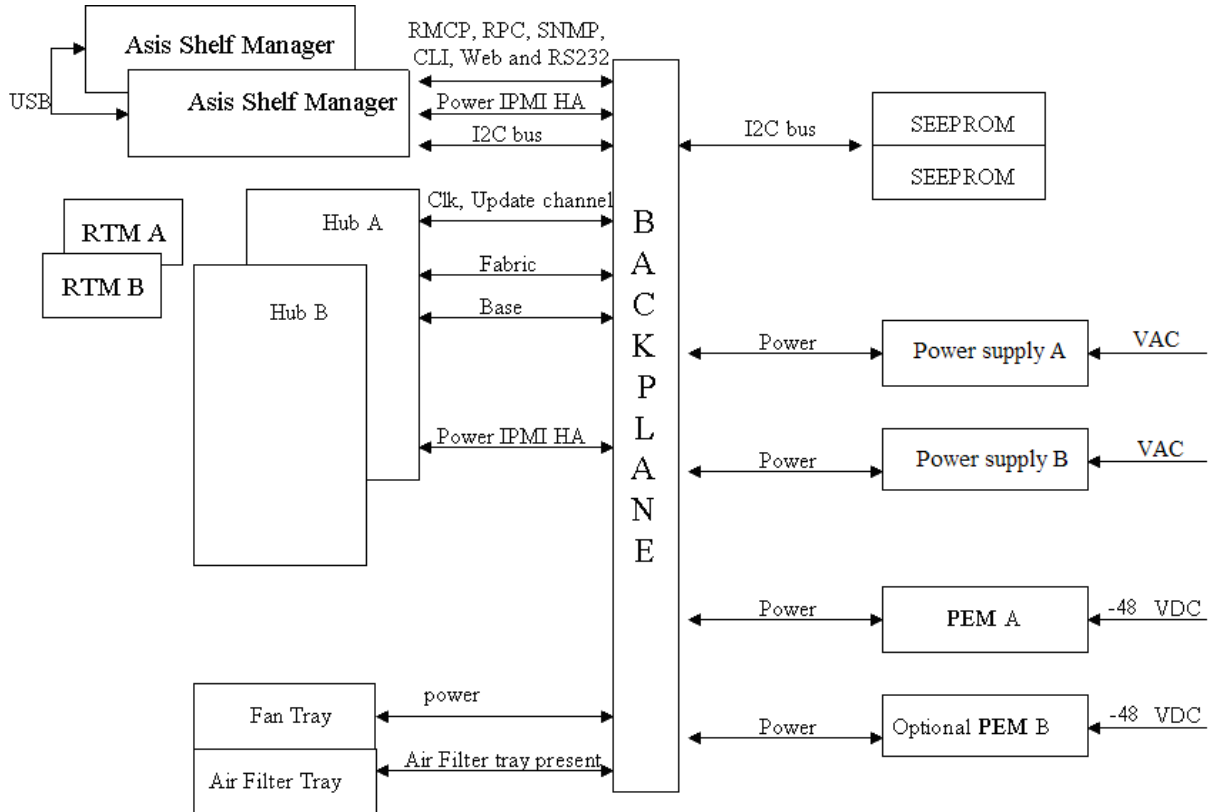 Asis Shelf Manager
Asis Shelf Manager
USB
RMCP, RPC, SNMP,
CLI, Web and RS232
Power IPMI HA
I2C bus
I2C bus
SEEPROM
SEEPROM
RTM A
RTM B
Hub A
Hub B
Clk, Update channel
Fabric
Base
Power IPMI HA
B
A
C
K
P
L
A
N
E
Power
Power supply A
VAC
Power
Power supply B
VAC
Power
PEM A
-48 VDC
Power
Optional PEM B
-48 VDC
Fan Tray
power
Air Filter Tray
Air Filter tray present